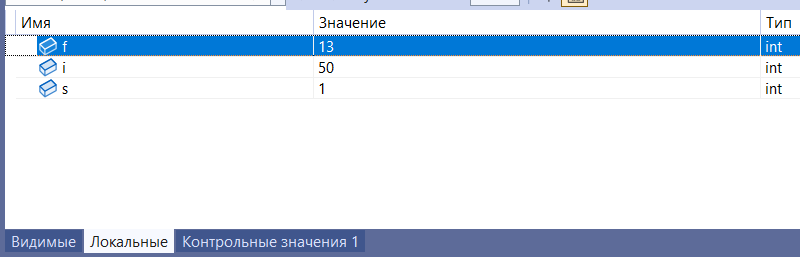 Имя Значение Тип
f 13 int
i 50 int
s 1 int
Видимые Локальные Контрольные значения 1